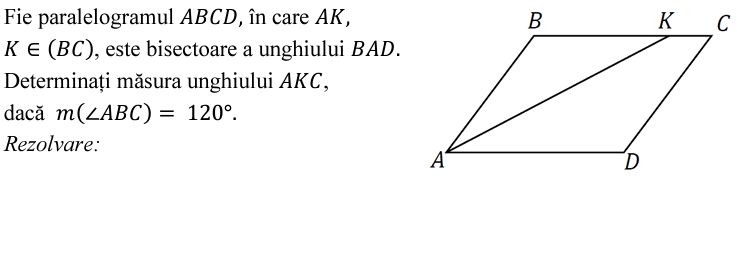 Fie paralelogramul ABCD, în care AK,
K ∈ (BC), este bisectoare a unghiului BAD.
Determinați măsura unghiului AKC,
dacă m(∠ABC) = 120°.
Rezolvare:
B K C
A D